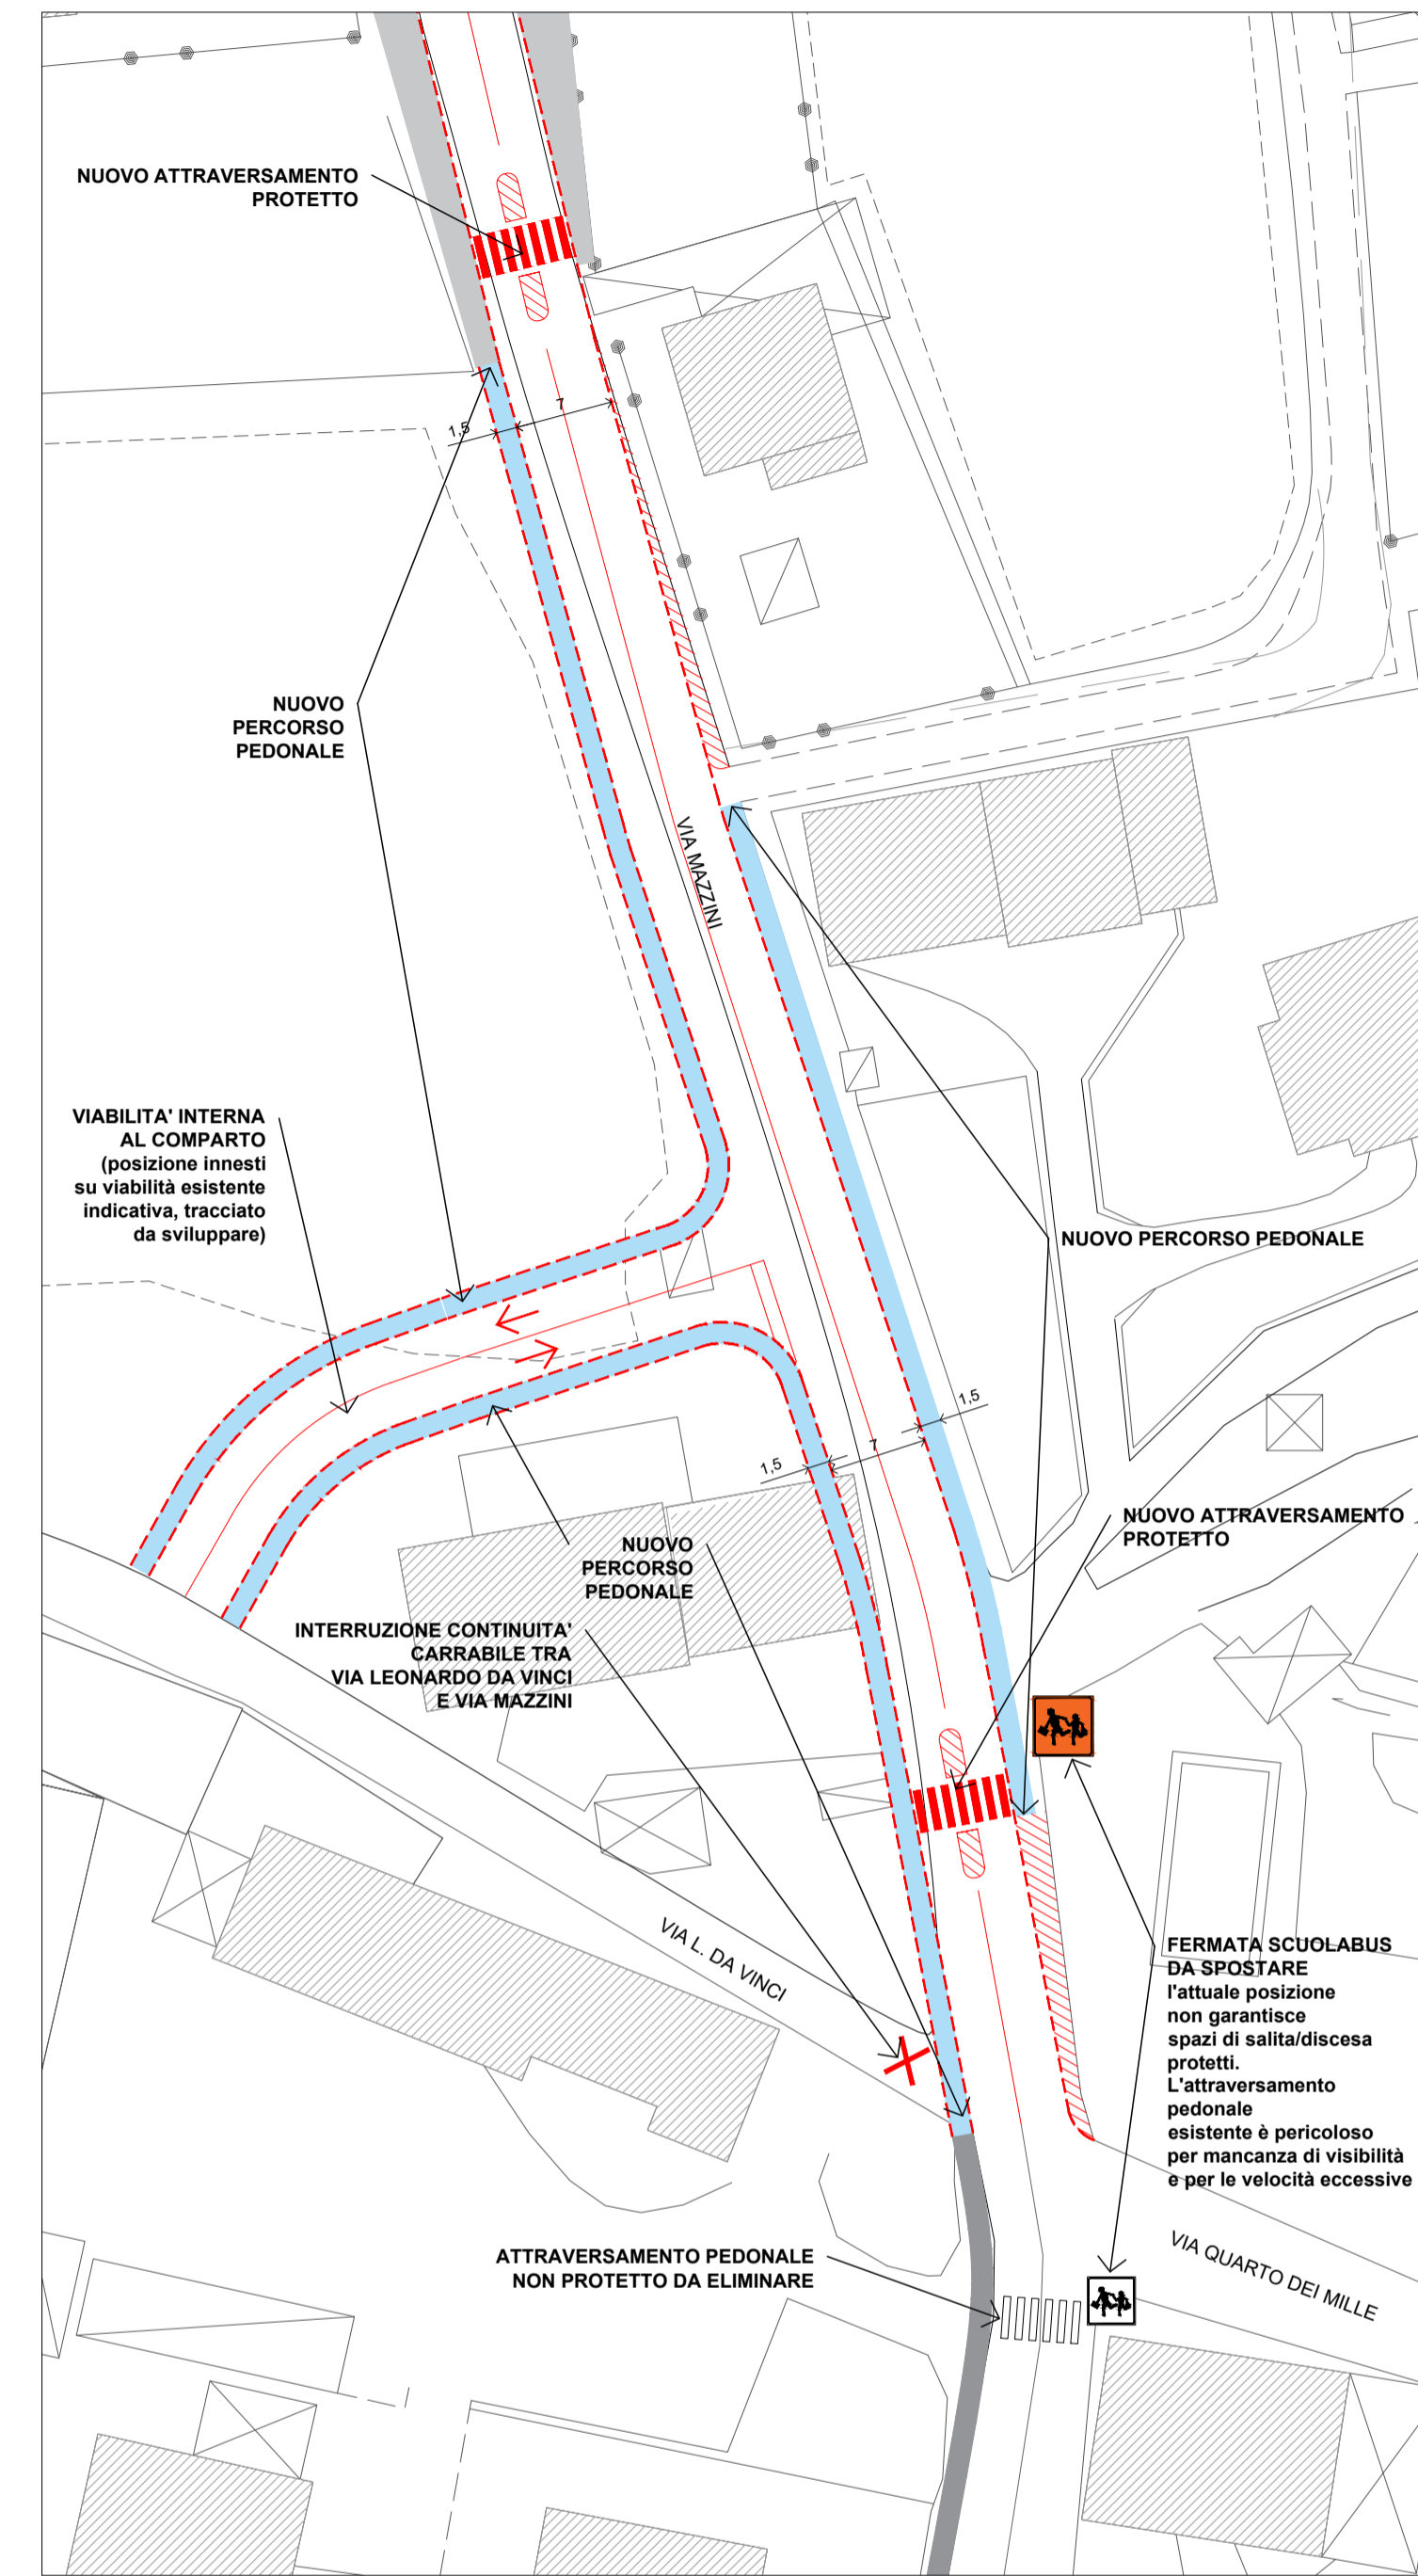 NUOVO ATTRAVERSAMENTO
PROTETTO
7
1,5
NUOVO
PERCORSO
PEDONALE
VIA MAZZINI
VIABILITA' INTERNA
AL COMPARTO
(posizione innesti
su viabilità esistente
indicativa, tracciato
da sviluppare)
NUOVO PERCORSO PEDONALE
1,5
7
1,5
NUOVO ATTRAVERSAMENTO
PROTETTO
NUOVO
PERCORSO
PEDONALE
INTERRUZIONE CONTINUITA'
CARRABILE TRA
VIA LEONARDO DA VINCI
E VIA MAZZINI
VIA L. DA VINCI
FERMATA SCUOLABUS
DA SPOSTARE
l'attuale posizione
non garantisce
spazi di salita/discesa
protetti.
L'attraversamento
pedonale
esistente è pericoloso
per mancanza di visibilità
e per le velocità eccessive
VIA QUARTO DEI MILLE
ATTRAVERSAMENTO PEDONALE
NON PROTETTO DA ELIMINARE